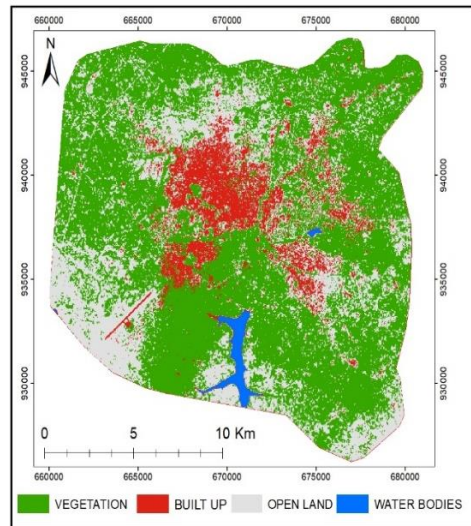 660000 665000 670000 675000 680000
N
945000 945000
940000 940000
935000 935000
930000 930000
0 5 10 Km
660000 665000 670000 675000 680000
VEGETATION BUILT UP OPEN LAND WATER BODIES